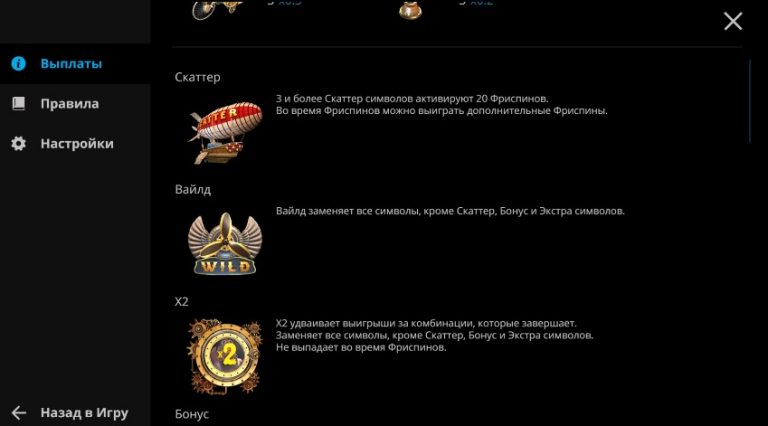 Выплаты
Правила
Настройки
Назад в Игру
Скаттер
3 и более Скаттер символов активируют 20 Фриспинов.
Во время Фриспинов можно выиграть дополнительные Фриспины.
Вайлд
WILD
Вайлд заменяет все символы, кроме Скаттер, Бонус и Экстра символов.
X2
x2
X2 удваивает выигрыши за комбинации, которые завершает.
Заменяет все символы, кроме Скаттер, Бонус и Экстра символов.
Не выпадает во время Фриспинов.
Бонус